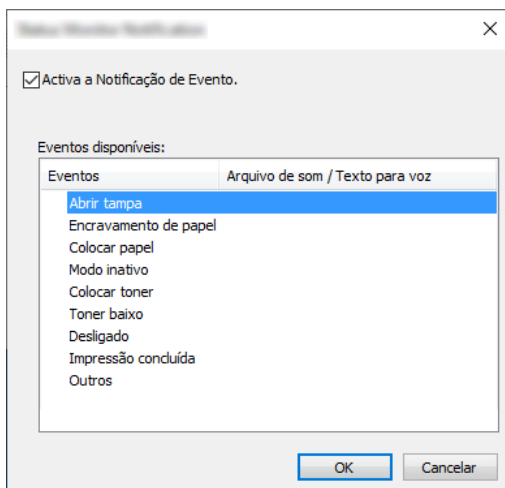 Activa a Notificação de Evento.
Eventos disponíveis:
Eventos Arquivo de som / Texto para voz
Abrir tampa
Encravamento de papel
Colocar papel
Modo inativo
Colocar toner
Toner baixo
Desligado
Impressão concluída
Outros
OK Cancelar